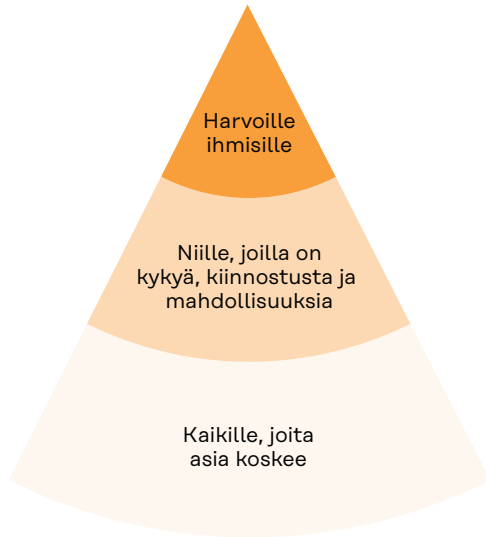 Harvoille
ihmisille
Niille, joilla on
kykyä, kiinnostusta ja
mahdollisuuksia
Kaikille, joita
asia koskee